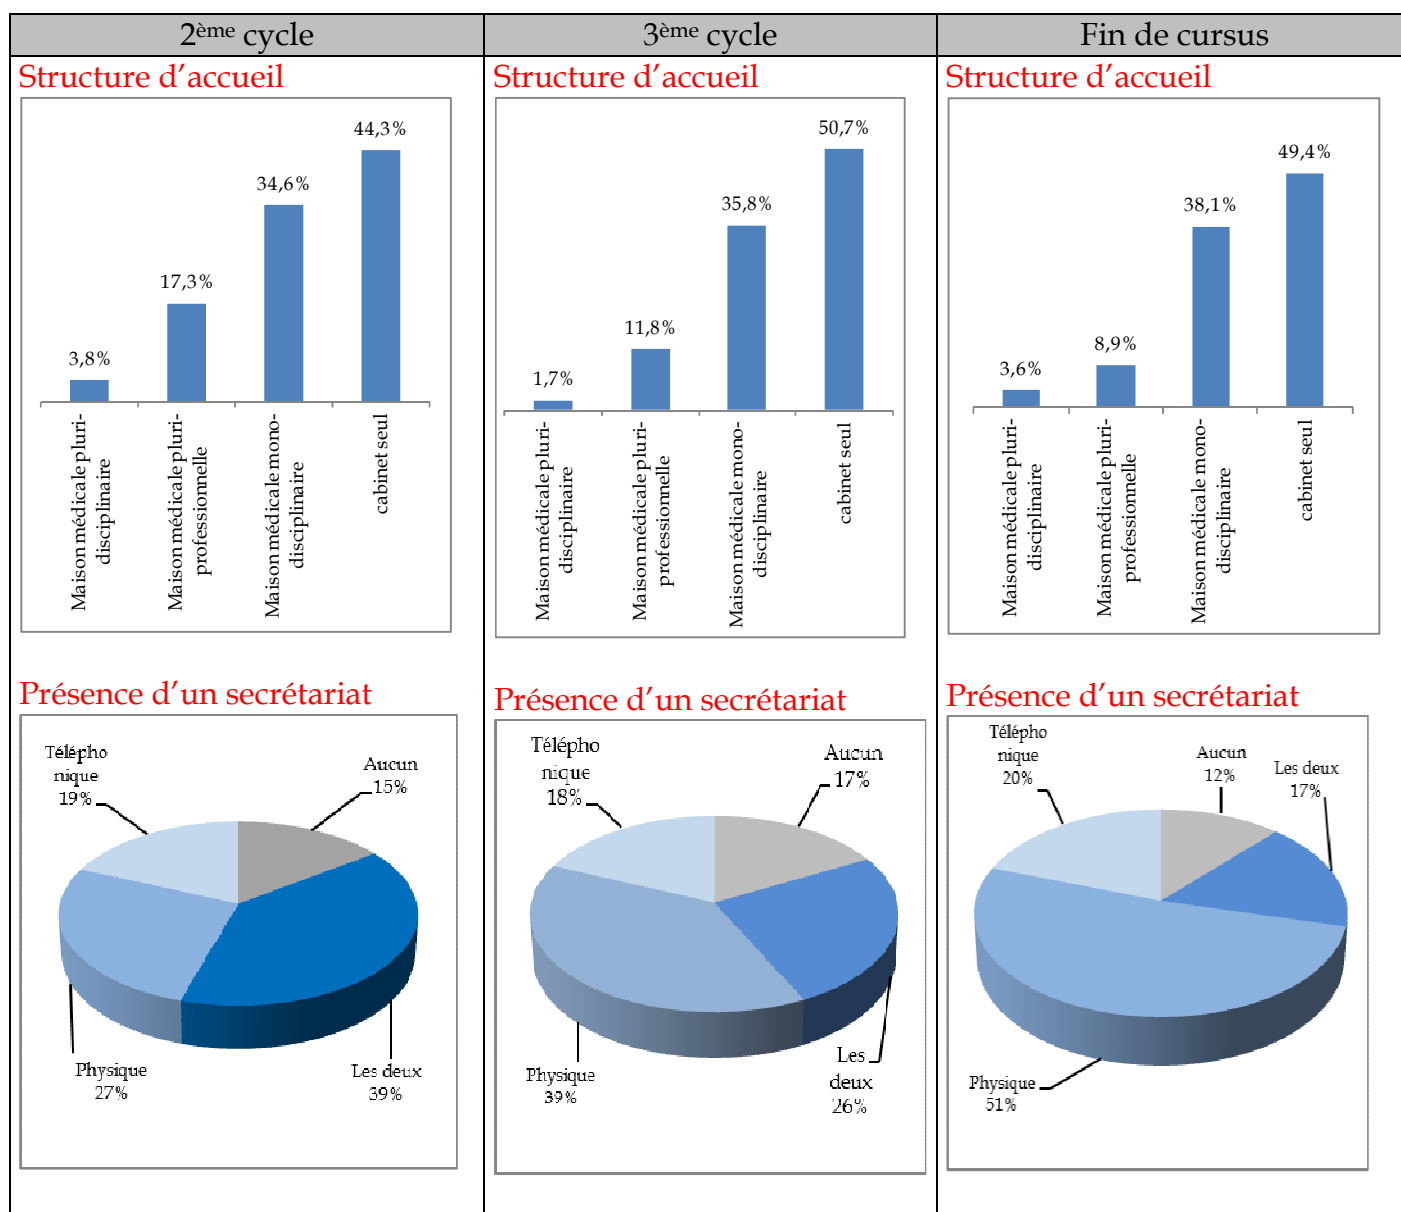 2ème cycle
3ème cycle
Fin de cursus
Structure d'accueil
44,3%
34,6%
17,3%
3,8%
Maison médicale pluri-
disciplinaire
Maison médicale pluri-
professionnelle
Maison médicale mono-
disciplinaire
cabinet seul
Structure d'accueil
50,7%
35,8%
11,8%
1,7%
Maison médicale pluri-
disciplinaire
Maison médicale pluri-
professionnelle
Maison médicale mono-
disciplinaire
cabinet seul
Structure d'accueil
49,4%
38,1%
8,9%
3,6%
Maison médicale pluri-
disciplinaire
Maison médicale pluri-
professionnelle
Maison médicale mono-
disciplinaire
cabinet seul
Présence d'un secrétariat
Télépho
nique
19%
Aucun
15%
Physique
27%
Les deux
39%
Présence d'un secrétariat
Télépho
nique
18%
Aucun
17%
Physique
39%
Les
deux
26%
Présence d'un secrétariat
Télépho
nique
20%
Aucun
12%
Les deux
17%
Physique
51%